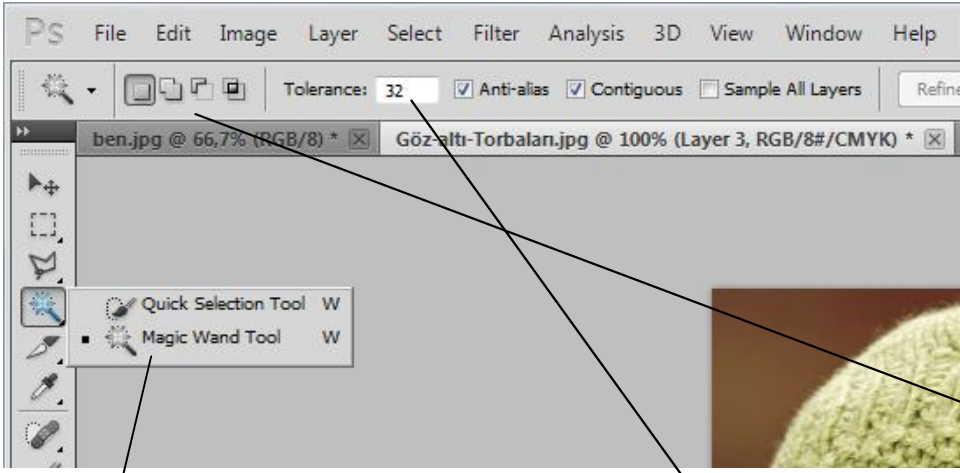 Ps File Edit Image Layer Select Filter Analysis 3D View Window Help
Tolerance: 32 Anti-alias Contiguous Sample All Layers Refine
ben.jpg @ 66,7% (RGB/8) * Göz-altı-Torbaları.jpg @ 100% (Layer 3, RGB/8#/CMYK) *
Quick Selection Tool W
Magic Wand Tool W